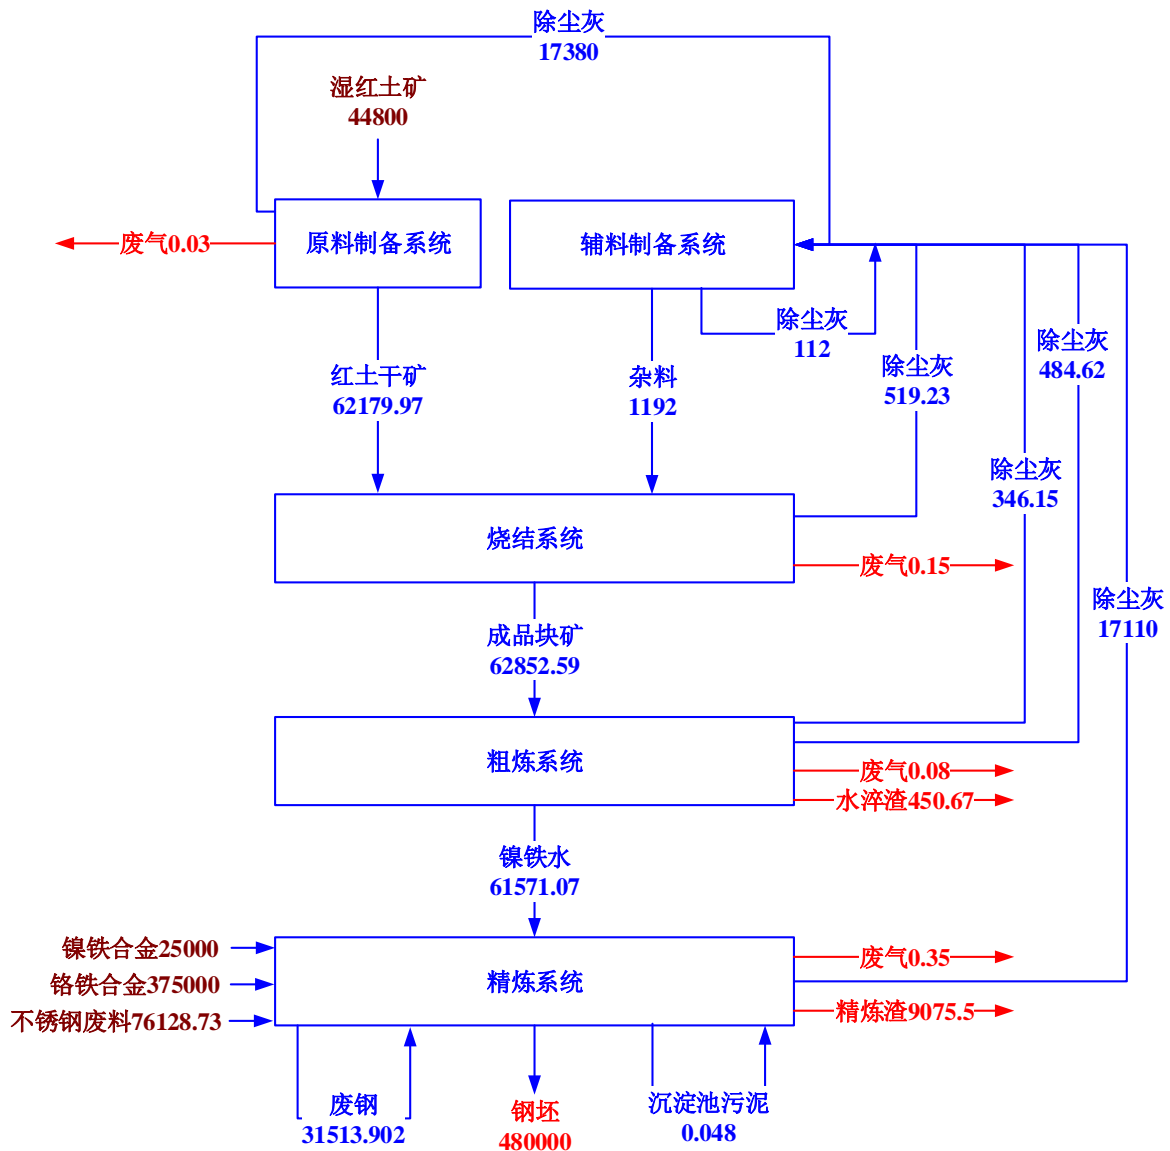 除尘灰
17380
湿红土矿
44800
废气0.03
原料制备系统
辅料制备系统
除尘灰
112
除尘灰
484.62
红土干矿
62179.97
杂料
1192
除尘灰
519.23
除尘灰
346.15
烧结系统
废气0.15
除尘灰
17110
成品块矿
62852.59
粗炼系统
废气0.08
水淬渣450.67
镍铁水
61571.07
镍铁合金25000
铬铁合金375000
不锈钢废料76128.73
精炼系统
废气0.35
精炼渣9075.5
废钢
31513.902
钢坯
480000
沉淀池污泥
0.048